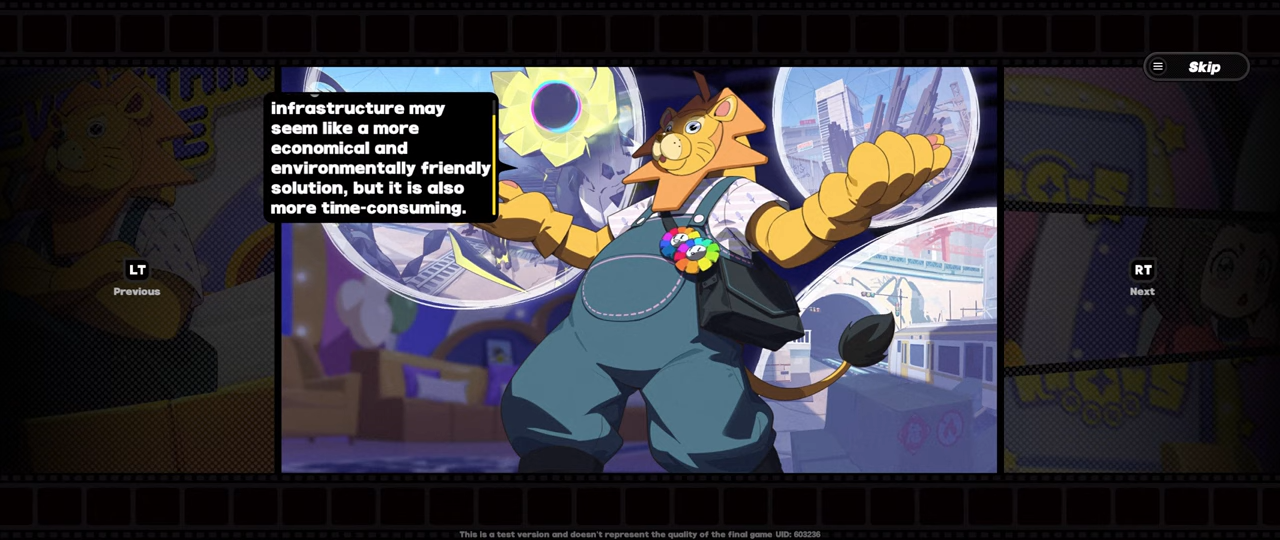 Skip
infrastructure may
seem like a more
economical and
environmentally friendly
solution, but it is also
more time-consuming.
LT
Previous
RT
Next
This is a test version and doesn't represent the quality of the final game UID: 603236